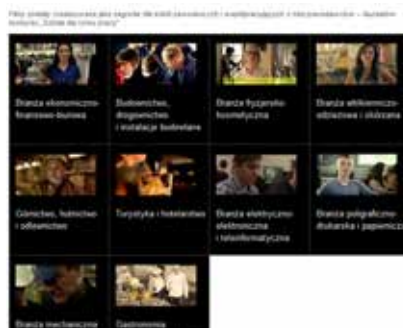 Branża ekonomiczno-
finansowo-biurowa
Budownictwo,
drogownictwo
i instalacje budowlane
Branża fryzjersko-
kosmetyczna
Branża włókienniczo-
odzieżowa i skórzana
Górnictwo, hutnictwo
i odlewnictwo
Turystyka i hotelarstwo
Branża elektryczno-
elektroniczna
i teleinformatyczna
Branża poligraficzno-
drukarska i papiernicza
Branża mechaniczna
Gastronomia